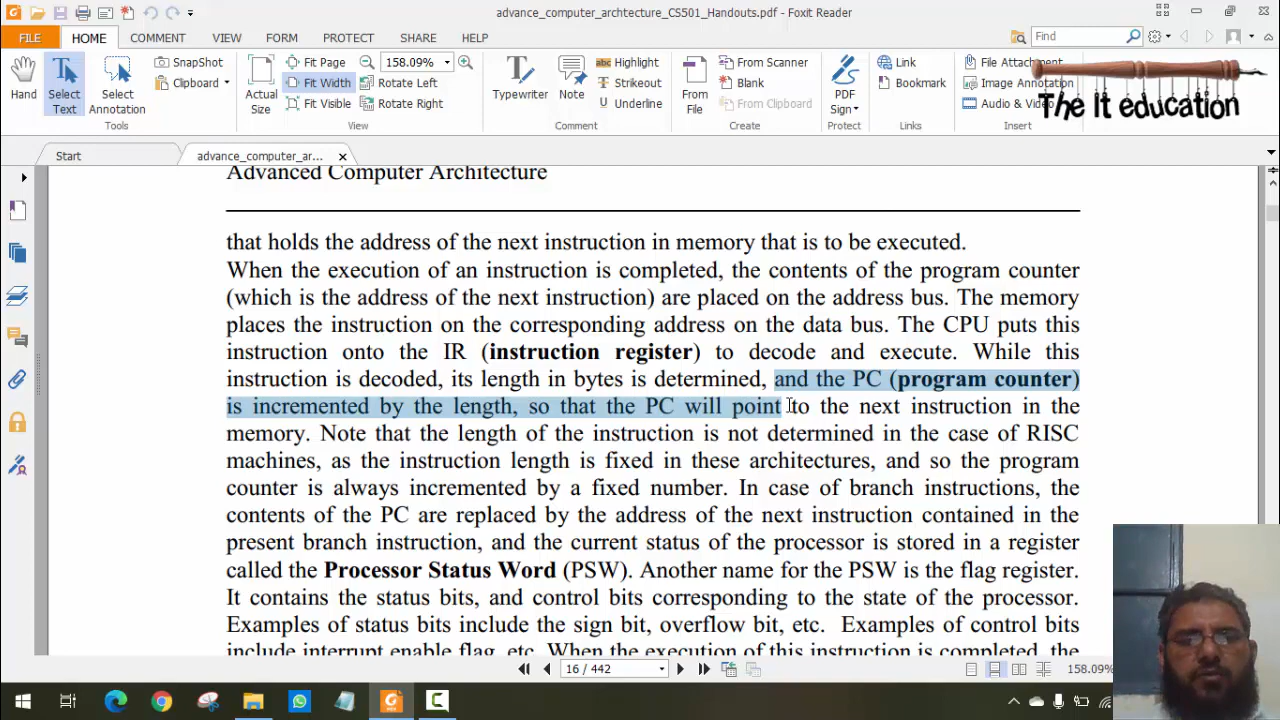 advance_computer_archtecture_CS501_Handouts.pdf - Foxit Reader
FILE HOME COMMENT VIEW FORM PROTECT SHARE HELP Find
SnapShot Fit Page 158.09% Highlight From Scanner Link File Attachment
Clipboard Fit Width Rotate Left Strikeout Blank Bookmark Image Annotation
Fit Visible Rotate Right Underline From Clipboard Audio & Video
Hand Select Text Select Annotation Actual Size Typewriter Note From File PDF Sign
Tools View Comment Create Protect Links Insert
The It education
Start advance_computer_ar...
Advanced Computer Architecture
that holds the address of the next instruction in memory that is to be executed.
When the execution of an instruction is completed, the contents of the program counter
(which is the address of the next instruction) are placed on the address bus. The memory
places the instruction on the corresponding address on the data bus. The CPU puts this
instruction onto the IR (instruction register) to decode and execute. While this
instruction is decoded, its length in bytes is determined, and the PC (program counter)
is incremented by the length, so that the PC will point to the next instruction in the
memory. Note that the length of the instruction is not determined in the case of RISC
machines, as the instruction length is fixed in these architectures, and so the program
counter is always incremented by a fixed number. In case of branch instructions, the
contents of the PC are replaced by the address of the next instruction contained in the
present branch instruction, and the current status of the processor is stored in a register
called the Processor Status Word (PSW). Another name for the PSW is the flag register.
It contains the status bits, and control bits corresponding to the state of the processor.
Examples of status bits include the sign bit, overflow bit, etc. Examples of control bits
include interrupt enable flag, etc. When the execution of this instruction is completed, the
16 / 442 158.09%